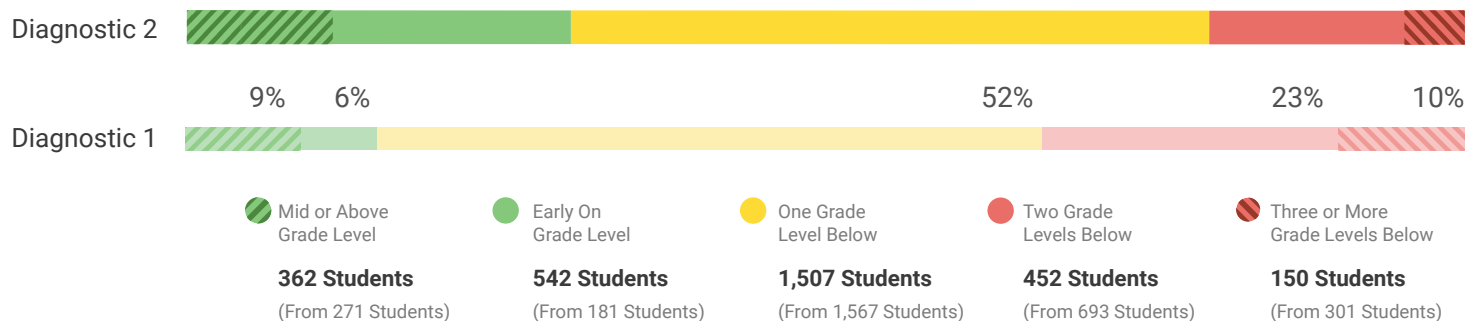 Diagnostic 2
9% 6% 52% 23% 10%
Diagnostic 1
Mid or Above
Grade Level
362 Students
(From 271 Students)
Early On
Grade Level
542 Students
(From 181 Students)
One Grade
Level Below
1,507 Students
(From 1,567 Students)
Two Grade
Levels Below
452 Students
(From 693 Students)
Three or More
Grade Levels Below
150 Students
(From 301 Students)